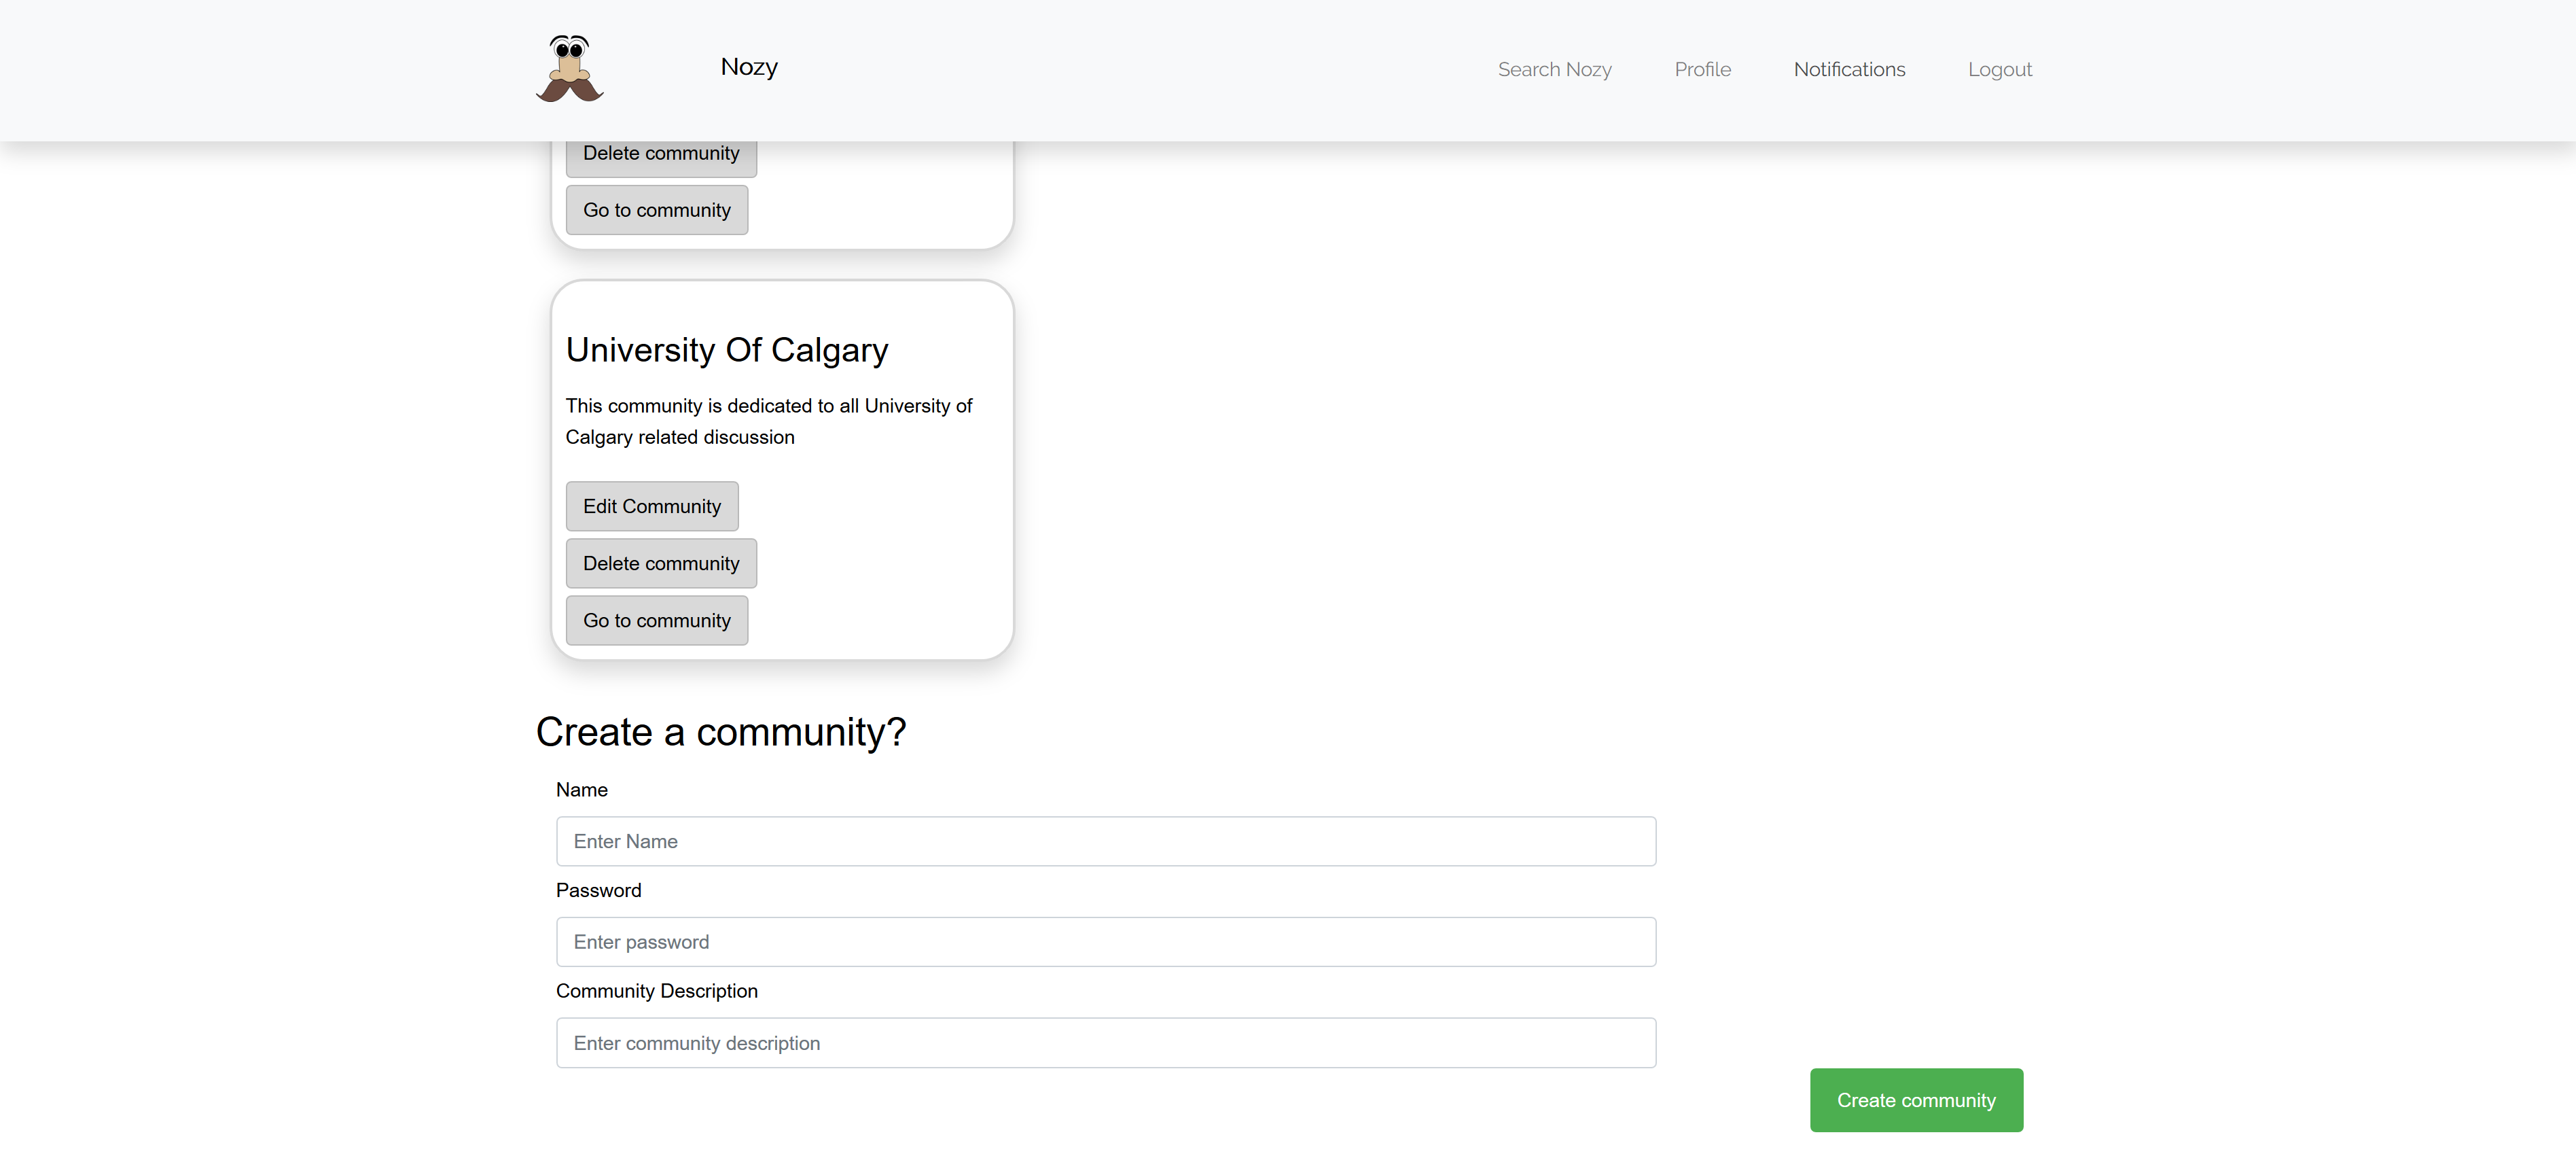 Nozy
Search Nozy
Profile
Notifications
Logout
Delete community
Go to community
University Of Calgary
This community is dedicated to all University of
Calgary related discussion
Edit Community
Delete community
Go to community
Create a community?
Name
Enter Name
Password
Enter password
Community Description
Enter community description
Create community